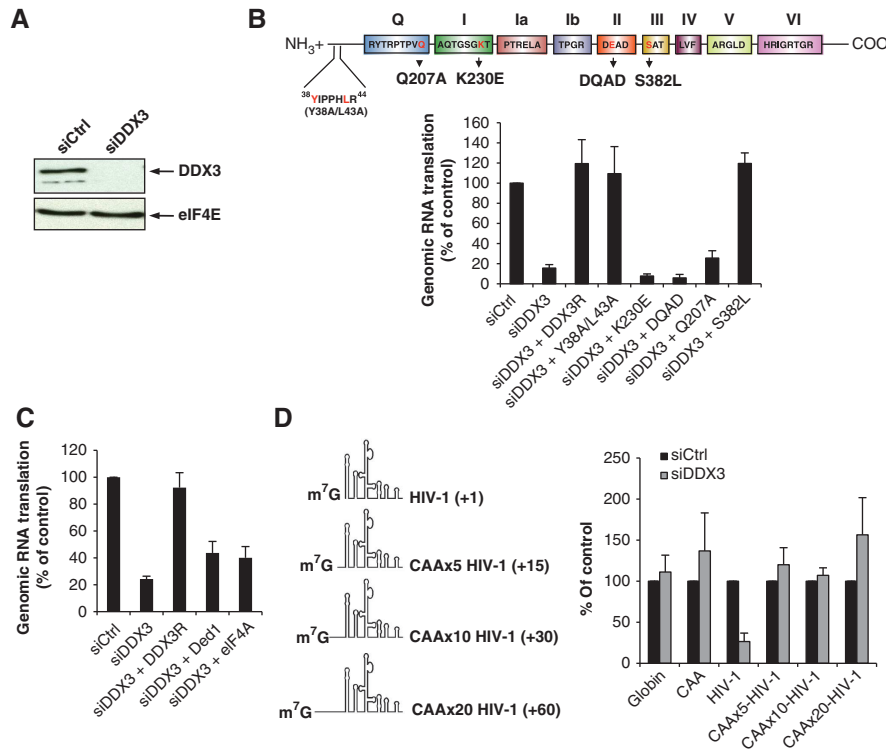 A
siCtrl
siDDX3
DDX3
eIF4E
B
Q I Ia Ib II III IV V VI
NH3+ RYTRPTPVQ AQTGSGKT PTRELA TPGR DEAD SAT LVF ARGLD HRIGRTGR COO
Q207A K230E DQAD S382L
38YIPPHLR44
(Y38A/L43A)
Genomic RNA translation
(% of control)
160
140
120
100
80
60
40
20
0
siCtrl
siDDX3
siDDX3 + DDX3R
siDDX3 + Y38A/L43A
siDDX3 + K230E
siDDX3 + DQAD
siDDX3 + Q207A
siDDX3 + S382L
C
Genomic RNA translation
(% of control)
120
100
80
60
40
20
0
siCtrl
siDDX3
siDDX3 + DDX3R
siDDX3 + Ded1
siDDX3 + eIF4A
D
m7G HIV-1 (+1)
m7G CAAx5 HIV-1 (+15)
m7G CAAx10 HIV-1 (+30)
m7G CAAx20 HIV-1 (+60)
% Of control
250
200
150
100
50
0
siCtrl
siDDX3
Globin
CAA
HIV-1
CAAx5-HIV-1
CAAx10-HIV-1
CAAx20-HIV-1